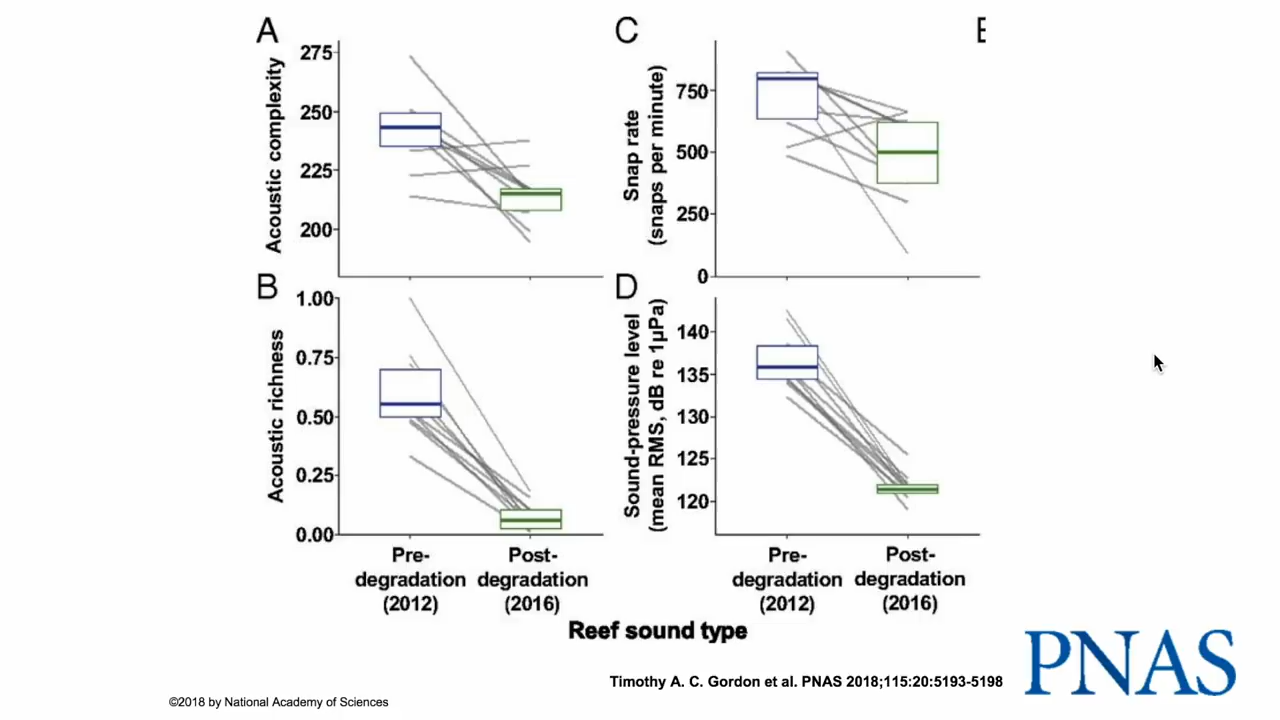 A
275
250
225
200
Acoustic complexity
C
750
500
250
0
Snap rate
(snaps per minute)
E
B
1.00
0.75
0.50
0.25
0.00
Acoustic richness
D
140
135
130
125
120
Sound-pressure level
(mean RMS, dB re 1µPa)
Pre-
degradation
(2012)
Post-
degradation
(2016)
Pre-
degradation
(2012)
Post-
degradation
(2016)
Reef sound type
PNAS
Timothy A. C. Gordon et al. PNAS 2018;115:20:5193-5198
©2018 by National Academy of Sciences